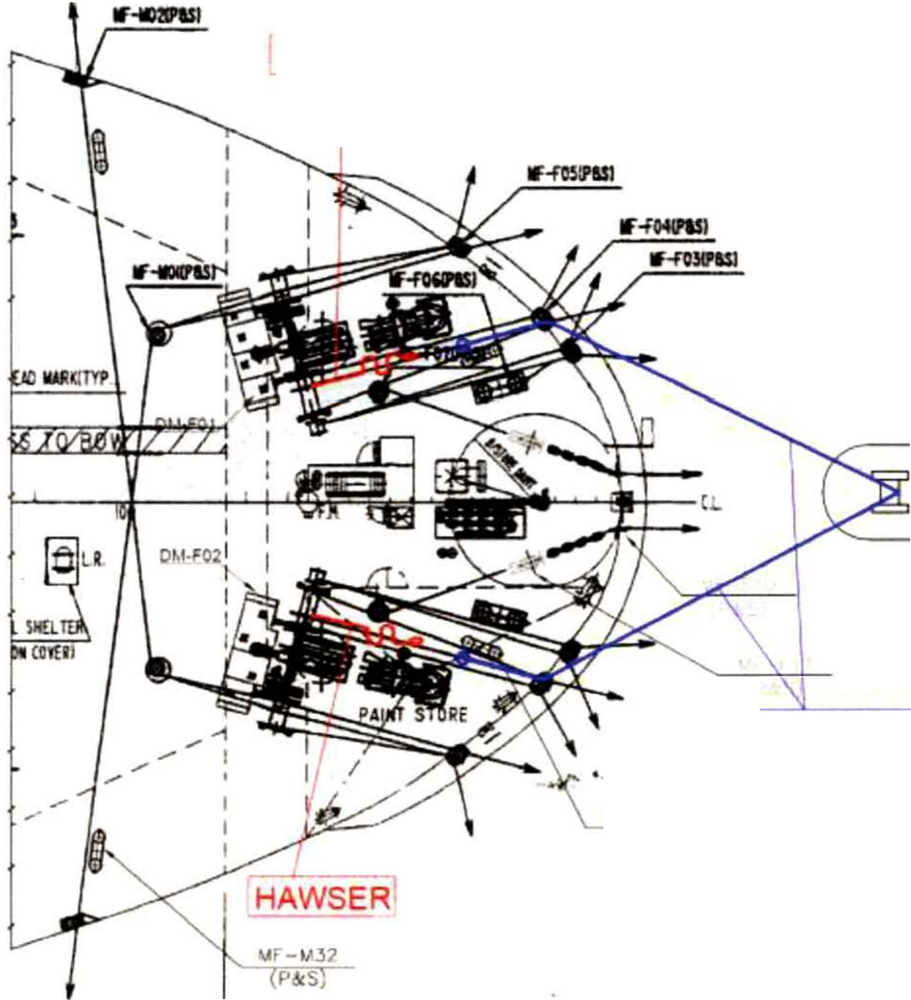 MF-M02(P&S)
MF-F05(P&S)
MF-F04(P&S)
MF-F03(P&S)
MF-M01(P&S)
MF-F06(P&S)
EAD MARK(TYP.
DM-F01
SS TO BOW
F.M.
C.L.
10
DM-F02
L.R.
L SHELTER
ON COVER)
PAINT STORE
HAWSER
MF-M32
(P&S)